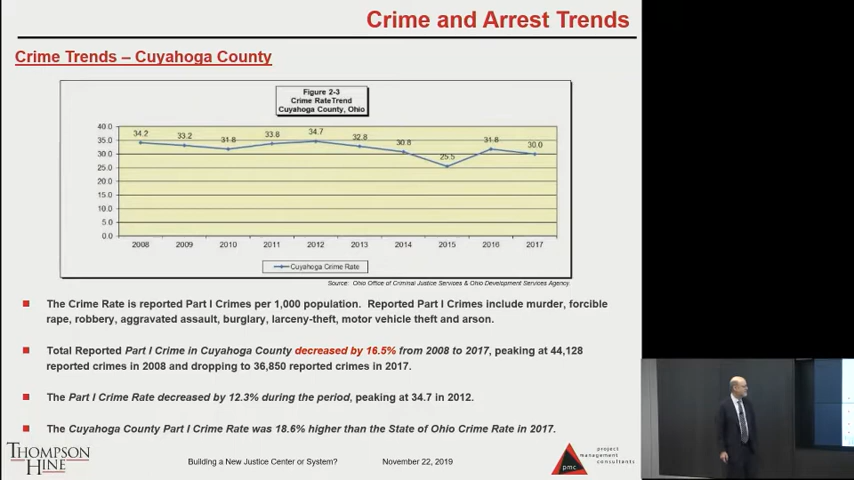 Crime and Arrest Trends
Crime Trends – Cuyahoga County
Figure 2-3
Crime RateTrend
Cuyahoga County, Ohio
40.0
35.0
30.0
25.0
20.0
15.0
10.0
5.0
0.0
34.2
33.2
31.8
33.8
34.7
32.8
30.8
25.5
31.8
30.0
2008 2009 2010 2011 2012 2013 2014 2015 2016 2017
Cuyahoga Crime Rate
Source: Ohio Office of Criminal Justice Services & Ohio Development Services Agency.
The Crime Rate is reported Part I Crimes per 1,000 population. Reported Part I Crimes include murder, forcible
rape, robbery, aggravated assault, burglary, larceny-theft, motor vehicle theft and arson.
Total Reported Part I Crime in Cuyahoga County decreased by 16.5% from 2008 to 2017, peaking at 44,128
reported crimes in 2008 and dropping to 36,850 reported crimes in 2017.
The Part I Crime Rate decreased by 12.3% during the period, peaking at 34.7 in 2012.
The Cuyahoga County Part I Crime Rate was 18.6% higher than the State of Ohio Crime Rate in 2017.
THOMPSON
HINE
Building a New Justice Center or System?
November 22, 2019
pmc
project
management
consultants